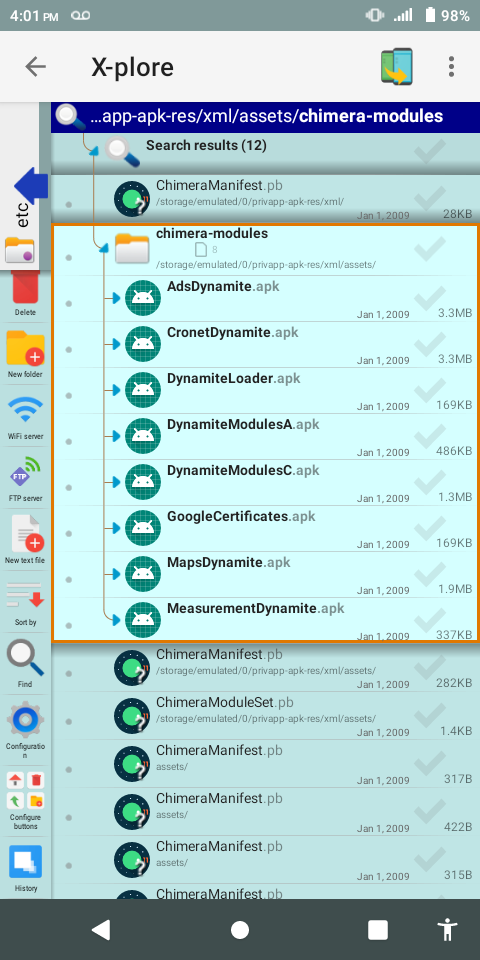 4:01 PM
98%
X-plore
...app-apk-res/xml/assets/chimera-modules
Search results (12)
ChimeraManifest.pb
/storage/emulated/0/privapp-apk-res/xml/
Jan 1, 2009 28KB
etc
chimera-modules
8
/storage/emulated/0/privapp-apk-res/xml/assets/
AdsDynamite.apk
Jan 1, 2009 3.3MB
CronetDynamite.apk
Jan 1, 2009 3.3MB
DynamiteLoader.apk
Jan 1, 2009 169KB
DynamiteModulesA.apk
Jan 1, 2009 486KB
DynamiteModulesC.apk
Jan 1, 2009 1.3MB
GoogleCertificates.apk
Jan 1, 2009 169KB
MapsDynamite.apk
Jan 1, 2009 1.9MB
MeasurementDynamite.apk
Jan 1, 2009 337KB
ChimeraManifest.pb
/storage/emulated/0/privapp-apk-res/xml/assets/
Jan 1, 2009 282KB
ChimeraModuleSet.pb
/storage/emulated/0/privapp-apk-res/xml/assets/
Jan 1, 2009 1.4KB
ChimeraManifest.pb
assets/
Jan 1, 2009 317B
ChimeraManifest.pb
assets/
Jan 1, 2009 422B
ChimeraManifest.pb
assets/
Jan 1, 2009 315B
ChimeraManifest.pb
Delete
New folder
WiFi server
FTP
FTP server
New text file
Sort by
Find
Configuratio
n
Configure
buttons
History